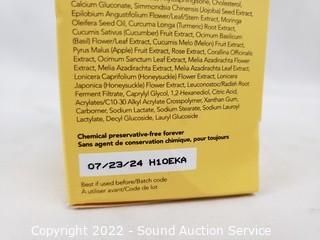 Calcium Gluconate, Simmondsia Chinensis (Jojoba) Seed Extract,
Epilobium Angustifolium Flower/Leaf/Stem Extract, Moringa
Oleifera Seed Oil, Curcuma Longa (Turmeric) Root Extract,
Cucumis Sativus (Cucumber) Fruit Extract, Ocimum Basilicum
(Basil) Flower/Leaf Extract, Cucumis Melo (Melon) Fruit Extract,
Pyrus Malus (Apple) Fruit Extract, Rose Extract, Corallina Officinalis
Extract, Ocimum Sanctum Leaf Extract, Melia Azadirachta Flower
Extract, Melia Azadirachta Extract, Melia Azadirachta Leaf Extract,
Lonicera Caprifolium (Honeysuckle) Flower Extract, Lonicera
Japonica (Honeysuckle) Flower Extract, Leuconostoc/Radish Root
Ferment Filtrate, Caprylyl Glycol, 1,2-Hexanediol, Citric Acid,
Acrylates/C10-30 Alkyl Acrylate Crosspolymer, Xanthan Gum,
Carbomer, Sodium Lactate, Sodium Stearate, Sodium Lauroyl
Lactylate, Decyl Glucoside, Lauryl Glucoside
Chemical preservative-free forever
Sans agent de conservation chimique, pour toujours
07/23/24 H10EKA
Best if used before/Batch code
A utiliser avant/Code de lot
Copyright 2022 - Sound Auction Service